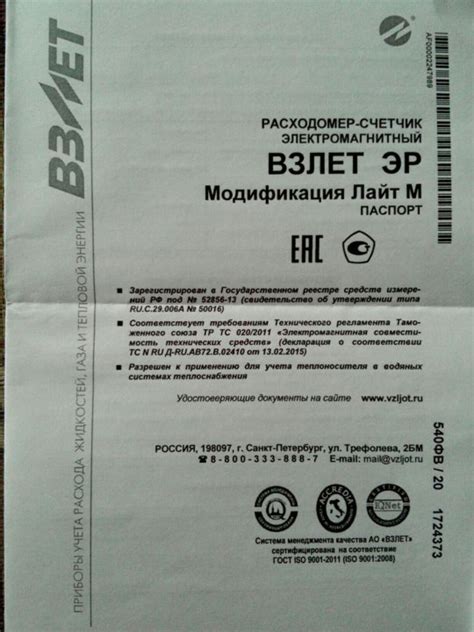 ВЗЛЕТ
ПРИБОРЫ УЧЕТА РАСХОДА ЖИДКОСТЕЙ, ГАЗА И ТЕПЛОВОЙ ЭНЕРГИИ
AF00002247989
РАСХОДОМЕР-СЧЕТЧИК
ЭЛЕКТРОМАГНИТНЫЙ
ВЗЛЕТ ЭР
Модификация Лайт М
ПАСПОРТ
ЕАС
Зарегистрирован в Государственном реестре средств измере-
ний РФ под № 52856-13 (свидетельство об утверждении типа
RU.C.29.006.A № 50016)
Соответствует требованиям Технического регламента Тамо-
женного союза ТР ТС 020/2011 «Электромагнитная совмести-
мость технических средств» (декларация о соответствии
ТС N RU Д-RU.АВ72.В.02410 от 13.02.2015)
Разрешен к применению для учета теплоносителя в водяных
системах теплоснабжения
Удостоверяющие документы на сайте www.vzljot.ru
РОССИЯ, 198097, г. Санкт-Петербург, ул. Трефолева, 2БМ
☎ 8-800-333-888-7 E-mail: mail@vzljot.ru
540ФВ / 20 1724373
ACCREDIA
IQNet
Система менеджмента качества АО «ВЗЛЕТ»
сертифицирована на соответствие
ГОСТ ISO 9001-2011 (ISO 9001:2008)